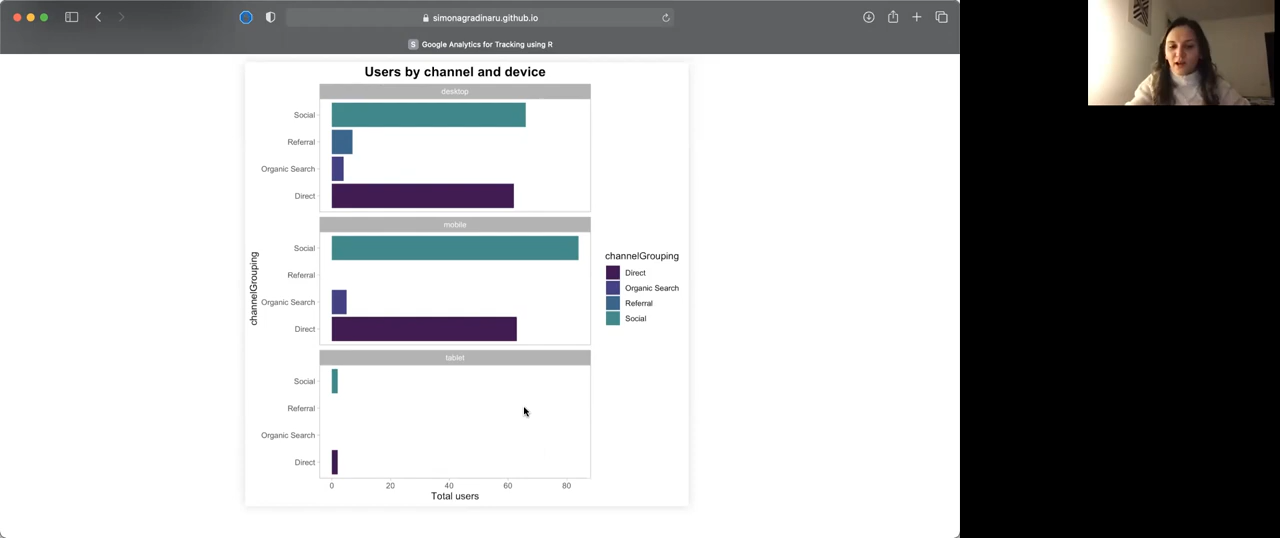 simonagradinaru.github.io
S Google Analytics for Tracking using R
Users by channel and device
desktop
Social
Referral
Organic Search
Direct
mobile
Social
Referral
Organic Search
Direct
tablet
Social
Referral
Organic Search
Direct
0 20 40 60 80
Total users
channelGrouping
channelGrouping
Direct
Organic Search
Referral
Social